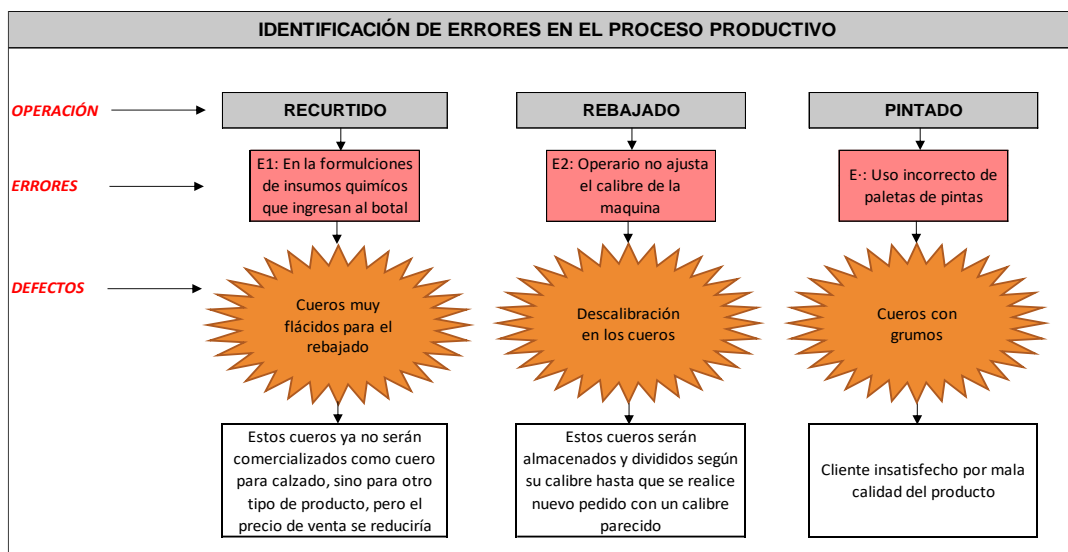 IDENTIFICACIÓN DE ERRORES EN EL PROCESO PRODUCTIVO
OPERACIÓN
RECURTIDO
REBAJADO
PINTADO
ERRORES
E1: En la formulciones
de insumos quimícos
que ingresan al botal
E2: Operario no ajusta
el calibre de la
maquina
E·: Uso incorrecto de
paletas de pintas
DEFECTOS
Cueros muy
flácidos para el
rebajado
Descalibración
en los cueros
Cueros con
grumos
Estos cueros ya no serán
comercializados como cuero
para calzado, sino para otro
tipo de producto, pero el
precio de venta se reduciría
Estos cueros serán
almacenados y divididos según
su calibre hasta que se realice
nuevo pedido con un calibre
parecido
Cliente insatisfecho por mala
calidad del producto